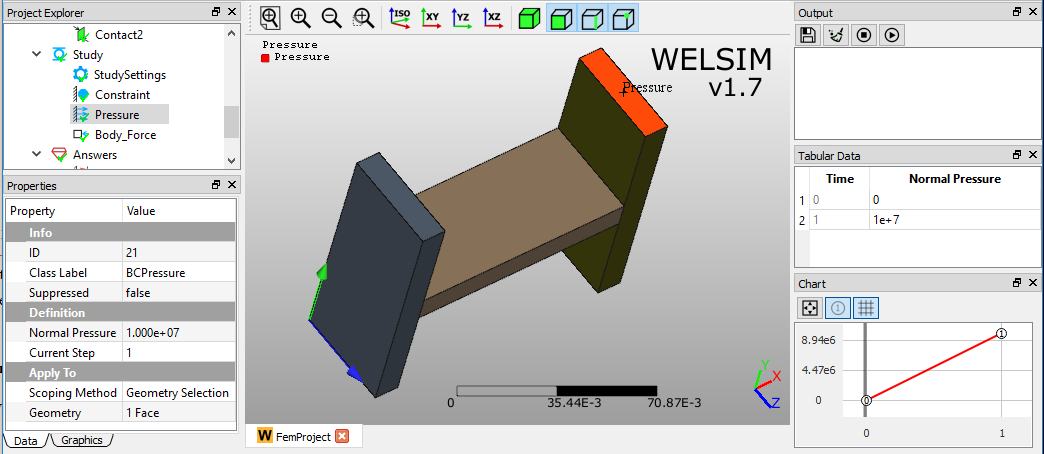 Project Explorer
Contact2
Study
StudySettings
Constraint
Pressure
Body_Force
Answers
Properties
Property Value
Info
ID 21
Class Label BCPressure
Suppressed false
Definition
Normal Pressure 1.000e+07
Current Step 1
Apply To
Scoping Method Geometry Selection
Geometry 1 Face
Data Graphics
ISO XY YZ XZ
Pressure
Pressure
WELSIM
v1.7
Pressure
Y
X
Z
0 35.44E-3 70.87E-3
W FemProject
Output
Tabular Data
Time Normal Pressure
1 0 0
2 1 1e+7
Chart
1
8.94e6
4.47e6
0
0 1
0 1